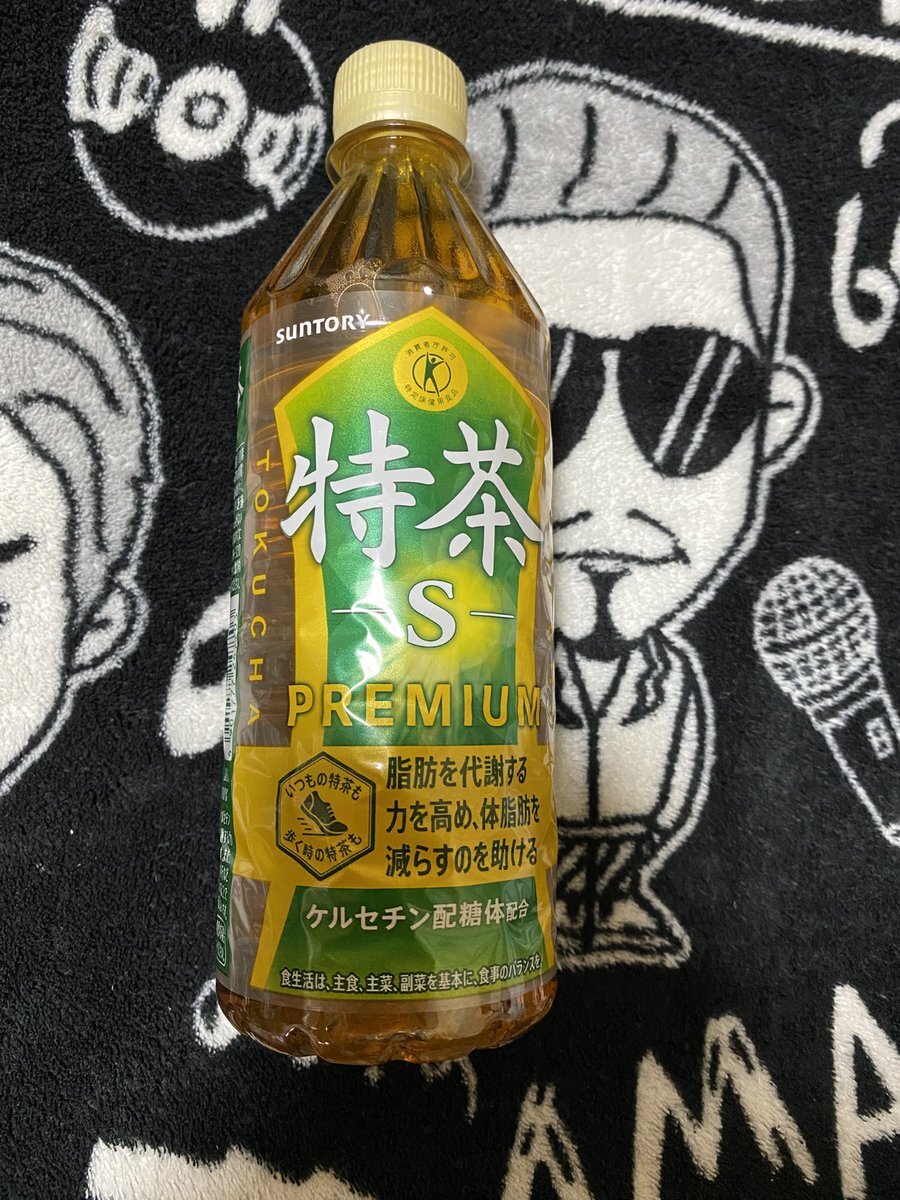 SUNTORY
消費者庁許可
特定保健用食品
特茶
S
PREMIUM
TOKUCHA
いつもの特茶も
歩く時の特茶も
脂肪を代謝する
力を高め、体脂肪を
減らすのを助ける
ケルセチン配糖体配合
食生活は、主食、主菜、副菜を基本に、食事のバランスを
AMA